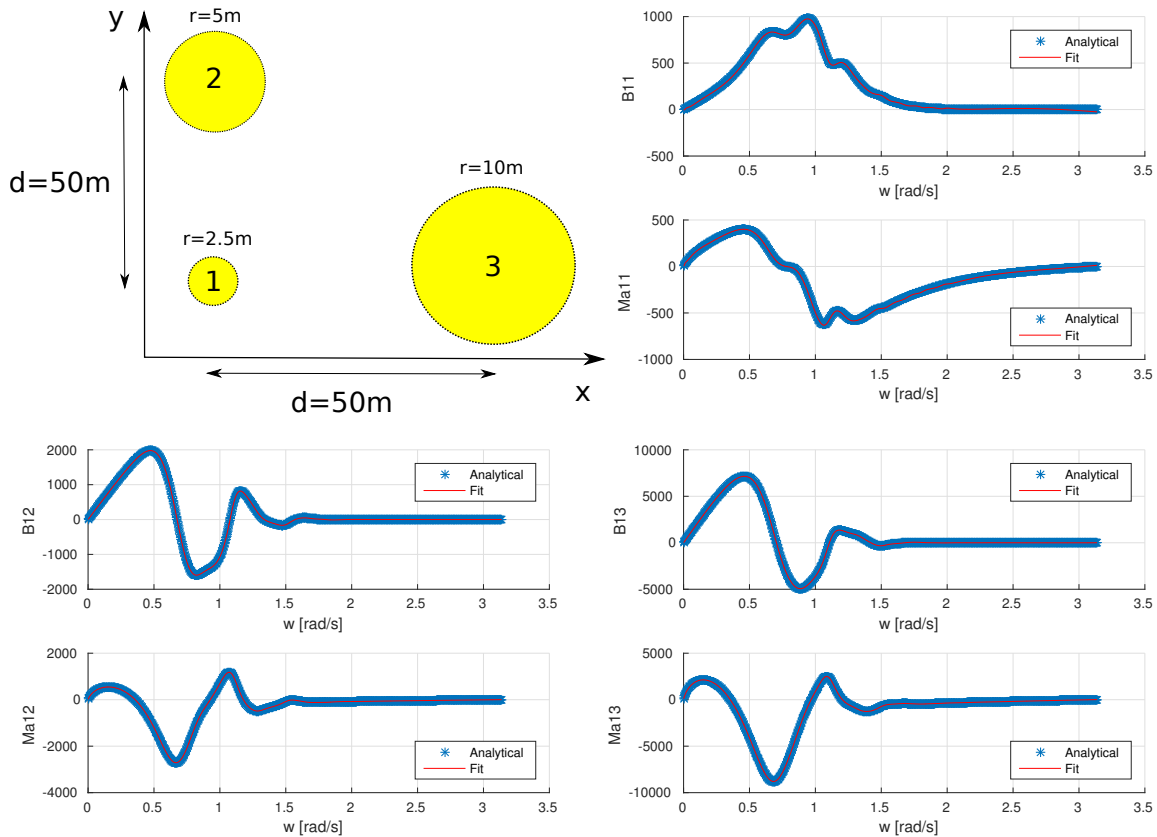 y
r=5m
2
d=50m
r=10m
r=2.5m
1
3
x
d=50m
1000
500
0
-500
B11
Analytical
Fit
0 0.5 1 1.5 2 2.5 3 3.5
w [rad/s]
500
0
-500
-1000
Ma11
Analytical
Fit
0 0.5 1 1.5 2 2.5 3 3.5
w [rad/s]
2000
1000
0
-1000
-2000
B12
Analytical
Fit
0 0.5 1 1.5 2 2.5 3 3.5
w [rad/s]
10000
5000
0
-5000
B13
Analytical
Fit
0 0.5 1 1.5 2 2.5 3 3.5
w [rad/s]
2000
0
-2000
-4000
Ma12
Analytical
Fit
0 0.5 1 1.5 2 2.5 3 3.5
w [rad/s]
5000
0
-5000
-10000
Ma13
Analytical
Fit
0 0.5 1 1.5 2 2.5 3 3.5
w [rad/s]